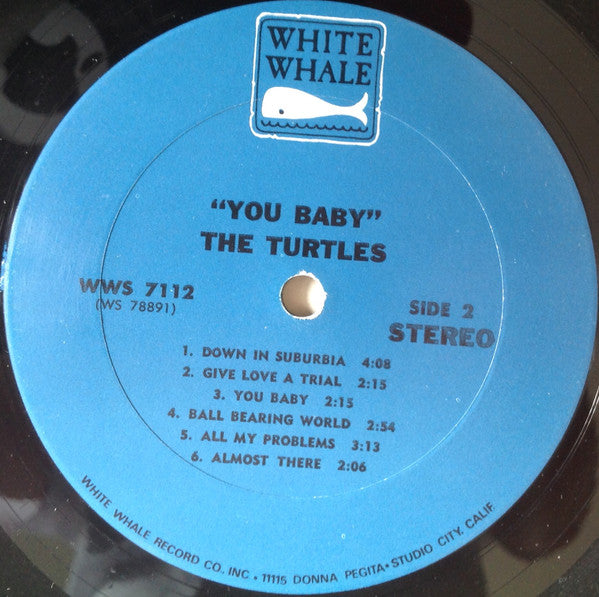 WHITE
WHALE
"YOU BABY"
THE TURTLES
WWS 7112
(WS 78891)
SIDE 2
STEREO
1. DOWN IN SUBURBIA 4:08
2. GIVE LOVE A TRIAL 2:15
3. YOU BABY 2:15
4. BALL BEARING WORLD 2:54
5. ALL MY PROBLEMS 3:13
6. ALMOST THERE 2:06
WHITE WHALE RECORD CO., INC • 11115 DONNA PEGITA • STUDIO CITY, CALIF